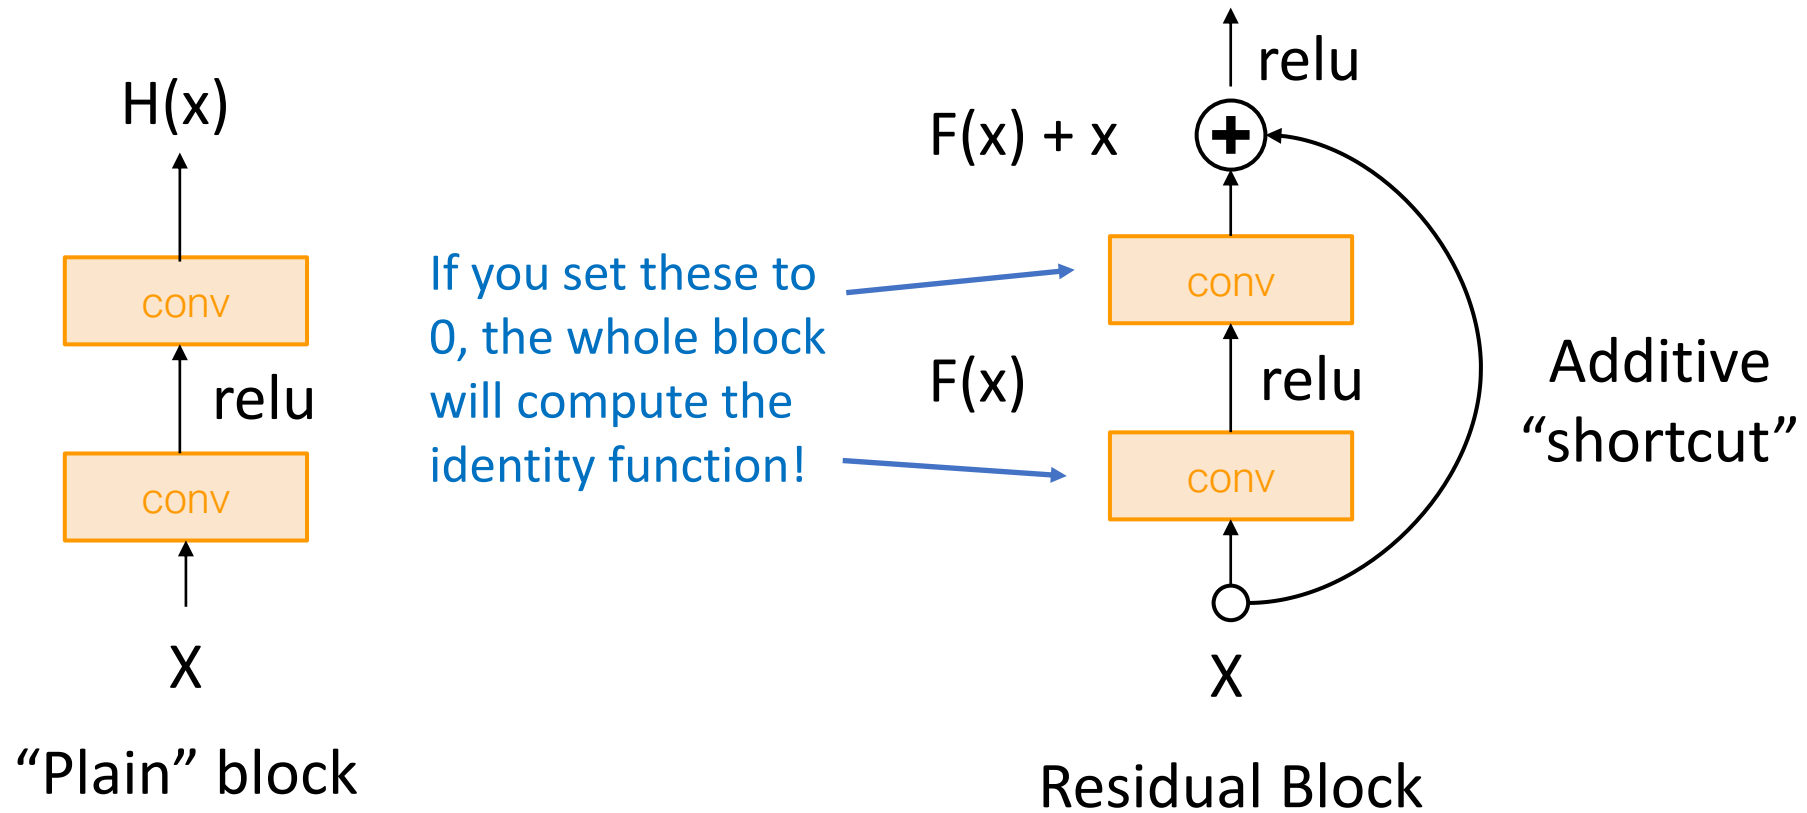 H(x)
conv
relu
conv
X
“Plain” block
If you set these to
0, the whole block
will compute the
identity function!
relu
F(x) + x
conv
F(x)
relu
conv
X
Residual Block
Additive
“shortcut”